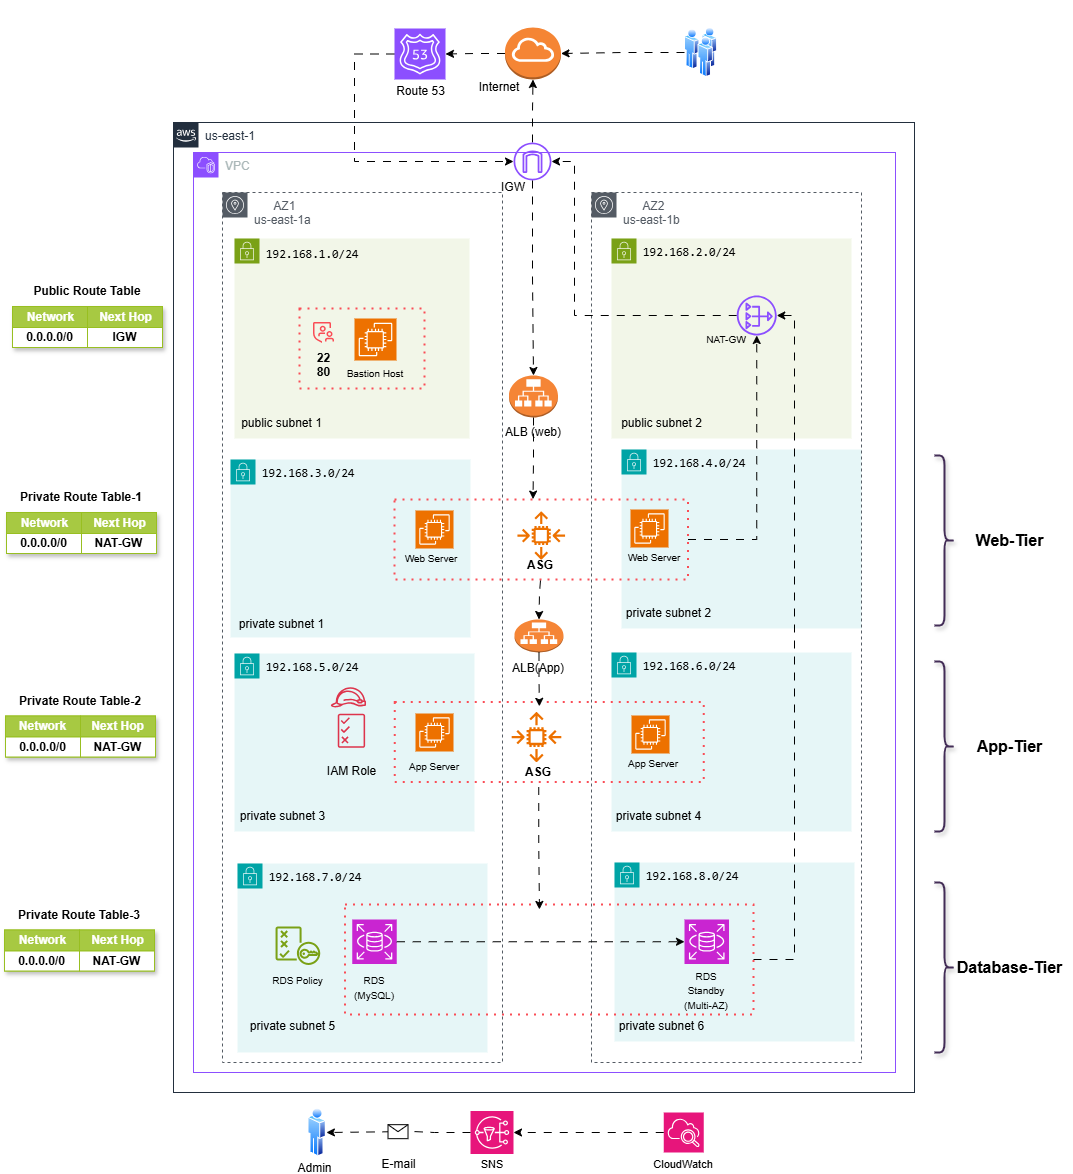 53
Route 53
Internet
aws
us-east-1
VPC
IGW
AZ1
us-east-1a
AZ2
us-east-1b
192.168.1.0/24
192.168.2.0/24
Public Route Table
Network Next Hop
0.0.0.0/0 IGW
22
80
Bastion Host
NAT-GW
public subnet 1
ALB (web)
public subnet 2
192.168.3.0/24
192.168.4.0/24
Private Route Table-1
Network Next Hop
0.0.0.0/0 NAT-GW
Web Server
ASG
Web Server
Web-Tier
private subnet 1
private subnet 2
192.168.5.0/24
ALB(App)
192.168.6.0/24
Private Route Table-2
Network Next Hop
0.0.0.0/0 NAT-GW
IAM Role
App Server
ASG
App Server
App-Tier
private subnet 3
private subnet 4
192.168.7.0/24
192.168.8.0/24
Private Route Table-3
Network Next Hop
0.0.0.0/0 NAT-GW
RDS Policy
RDS
(MySQL)
RDS
Standby
(Multi-AZ)
Database-Tier
private subnet 5
private subnet 6
Admin
E-mail
SNS
CloudWatch